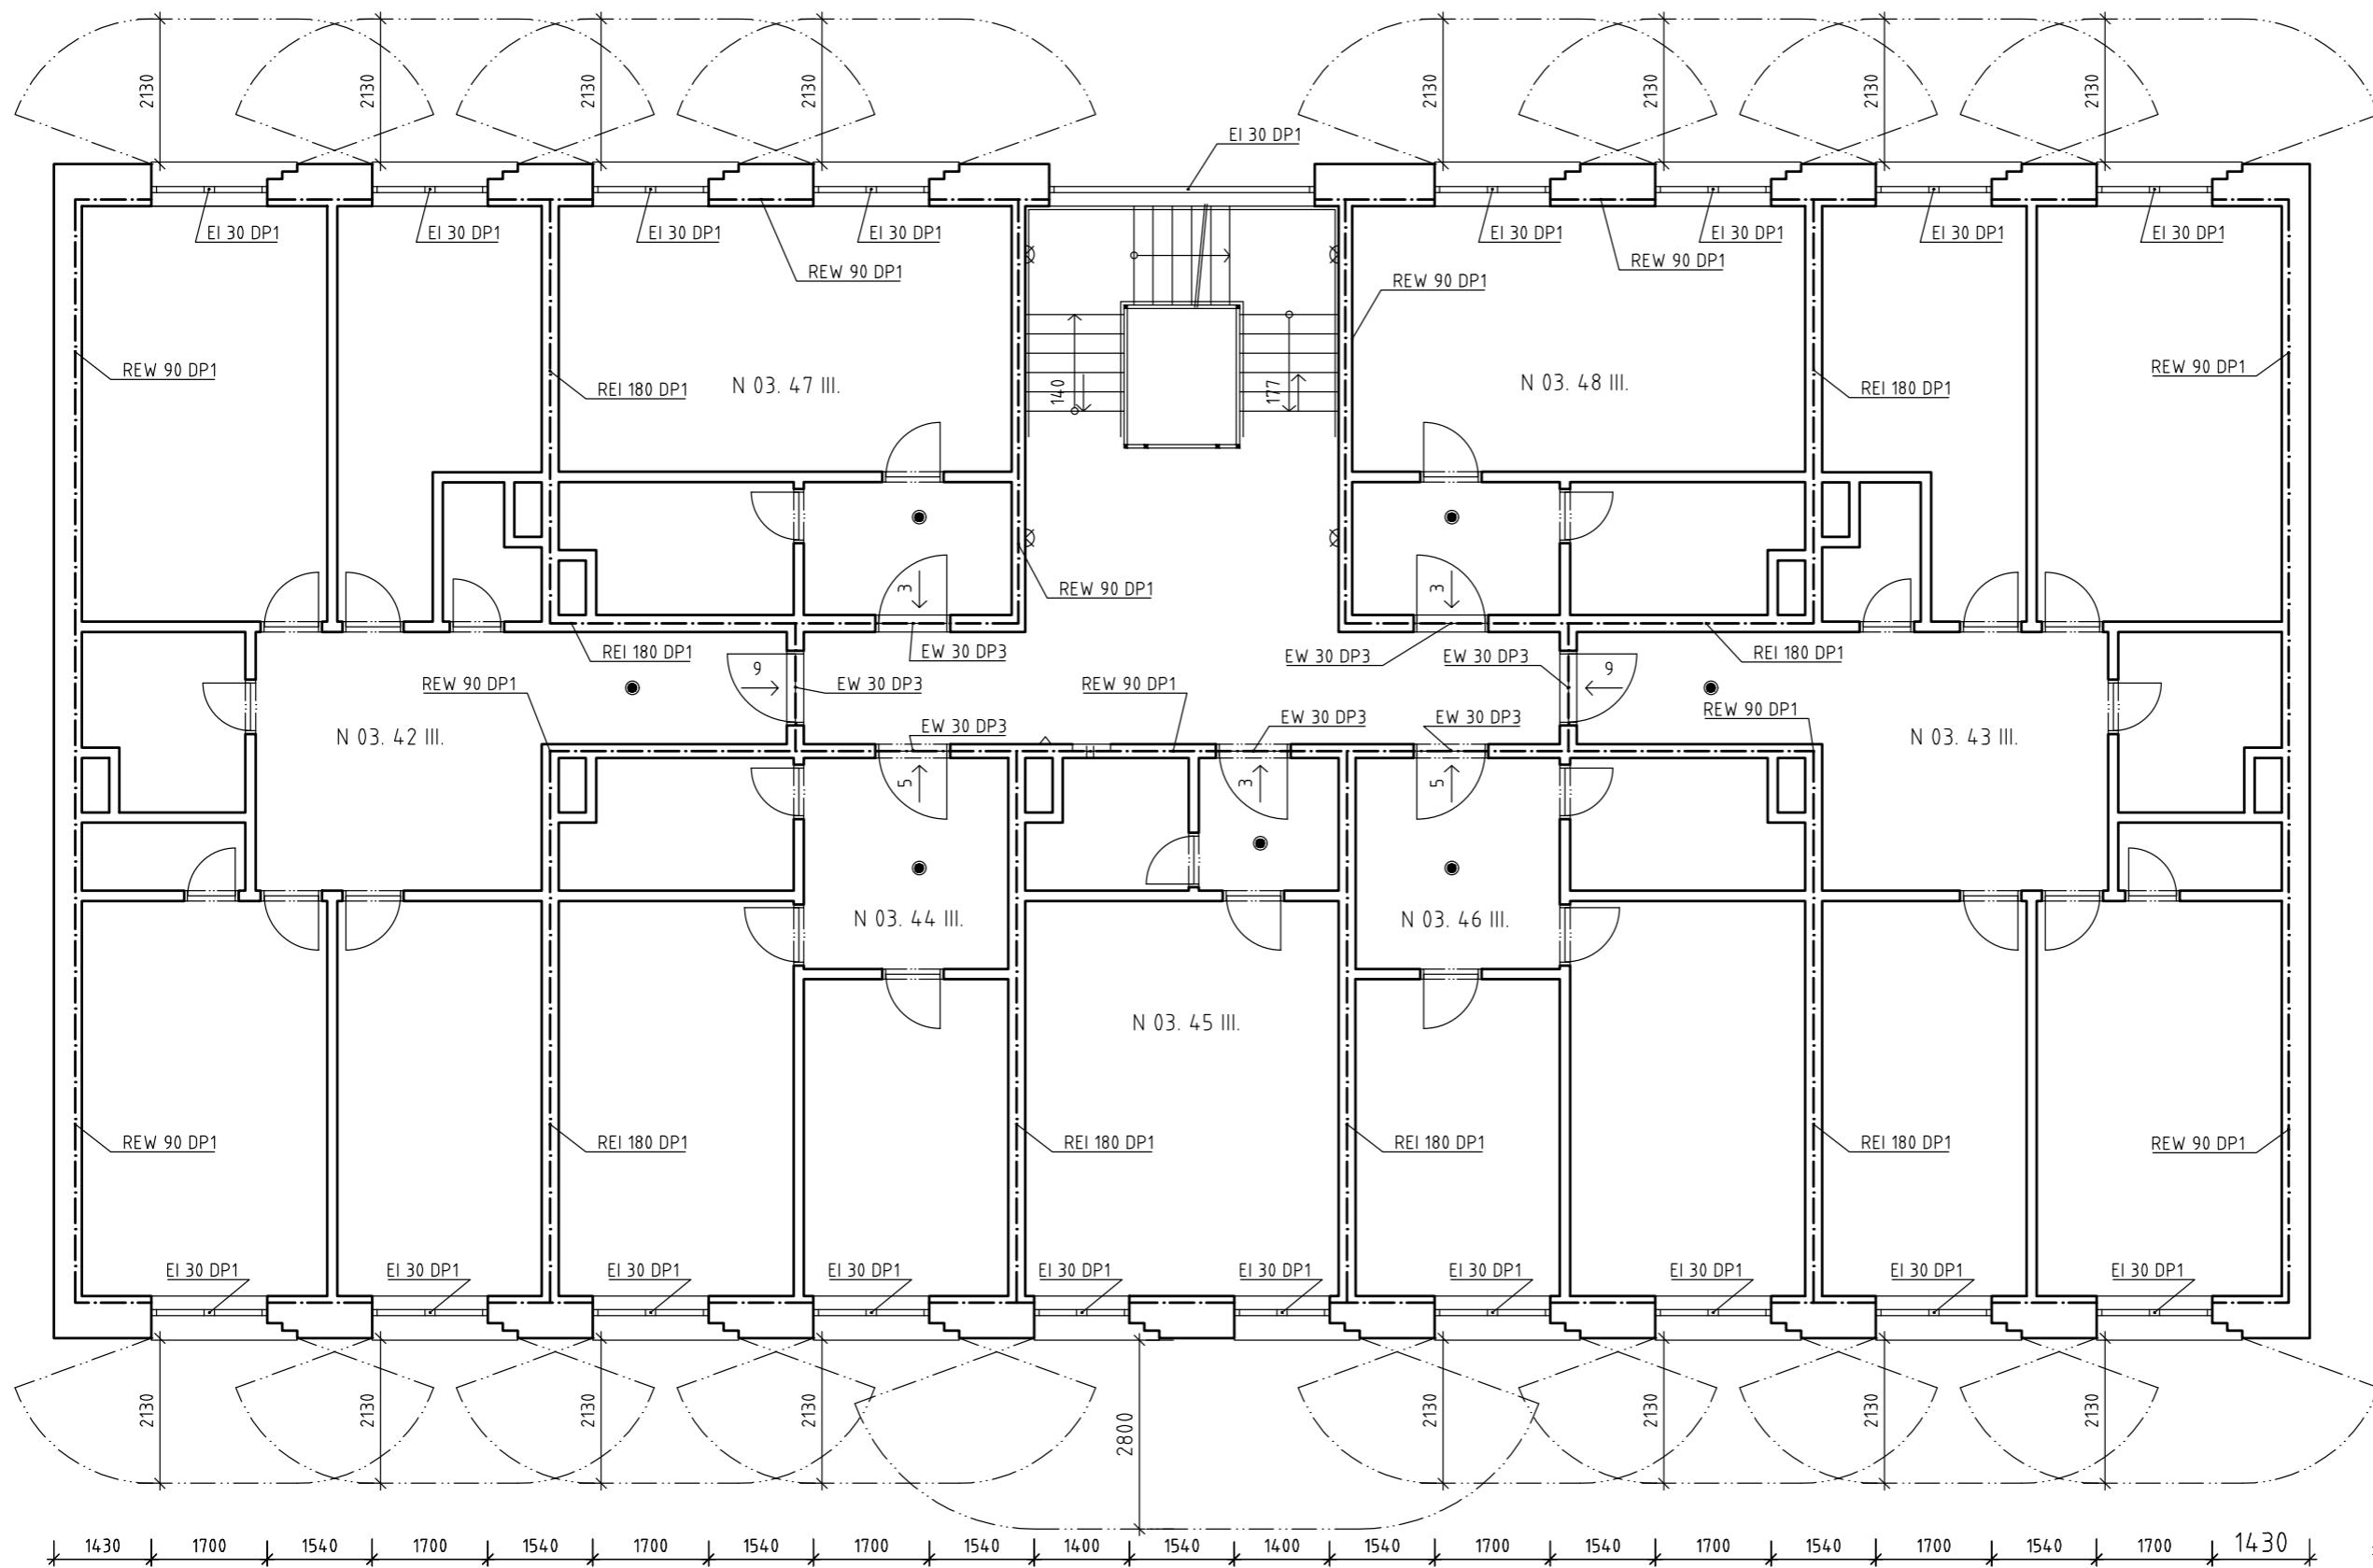 2130 2130 2130 2130 2130 2130 2130 2130
EI 30 DP1
EI 30 DP1 EI 30 DP1 EI 30 DP1 EI 30 DP1 EI 30 DP1 EI 30 DP1 EI 30 DP1 EI 30 DP1
REW 90 DP1 REW 90 DP1
REW 90 DP1
REW 90 DP1 REW 90 DP1
REI 180 DP1 N 03. 47 III. 140 177 N 03. 48 III. REI 180 DP1
3 REW 90 DP1 3
REI 180 DP1 EW 30 DP3 EW 30 DP3 EW 30 DP3 REI 180 DP1
9 9
REW 90 DP1 EW 30 DP3 REW 90 DP1
REW 90 DP1
EW 30 DP3 EW 30 DP3 EW 30 DP3
N 03. 42 III. N 03. 43 III.
5 3 5
N 03. 44 III. N 03. 46 III.
N 03. 45 III.
REW 90 DP1 REI 180 DP1 REI 180 DP1 REI 180 DP1 REI 180 DP1 REW 90 DP1
EI 30 DP1 EI 30 DP1 EI 30 DP1 EI 30 DP1 EI 30 DP1 EI 30 DP1 EI 30 DP1 EI 30 DP1 EI 30 DP1 EI 30 DP1
2130 2130 2130 2130 2800 2130 2130 2130 2130
1430 1700 1540 1700 1540 1700 1540 1700 1540 1400 1540 1400 1540 1700 1540 1700 1540 1700 1540 1700 1430